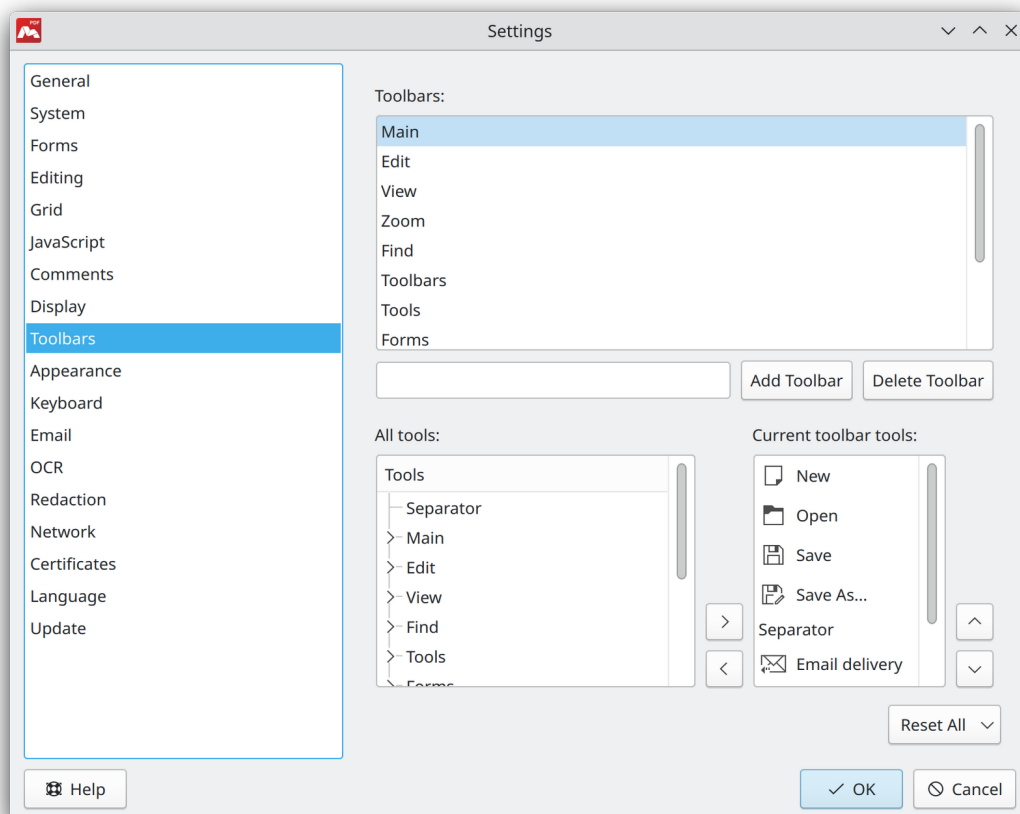 PDF
Settings
General
System
Forms
Editing
Grid
JavaScript
Comments
Display
Toolbars
Appearance
Keyboard
Email
OCR
Redaction
Network
Certificates
Language
Update
Toolbars:
Main
Edit
View
Zoom
Find
Toolbars
Tools
Forms
Add Toolbar
Delete Toolbar
All tools:
Tools
Separator
Main
Edit
View
Find
Tools
Forms
Current toolbar tools:
New
Open
Save
Save As...
Separator
Email delivery
Reset All
Help
OK
Cancel